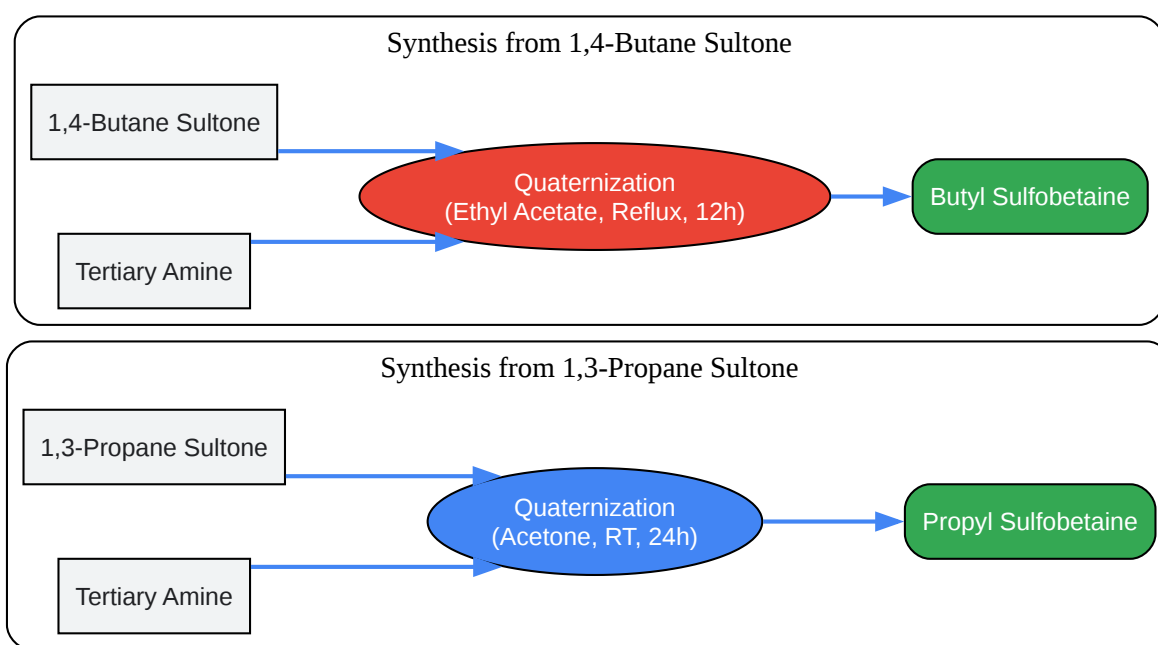 Synthesis from 1,4-Butane Sultone
1,4-Butane Sultone
Tertiary Amine
Quaternization
(Ethyl Acetate, Reflux, 12h)
Butyl Sulfobetaine
Synthesis from 1,3-Propane Sultone
1,3-Propane Sultone
Tertiary Amine
Quaternization
(Acetone, RT, 24h)
Propyl Sulfobetaine